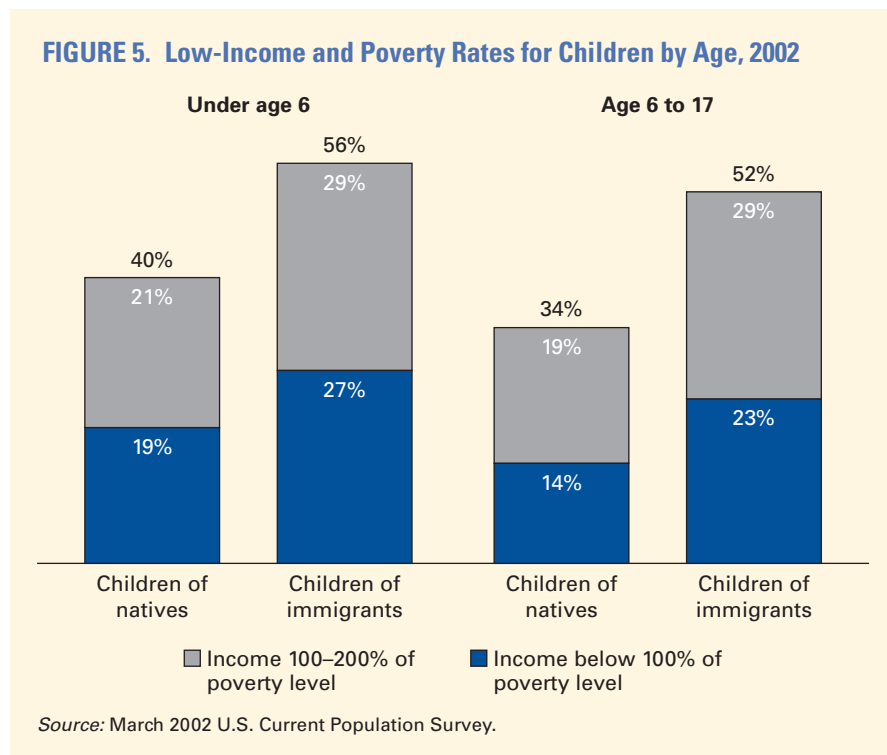 FIGURE 5. Low-Income and Poverty Rates for Children by Age, 2002
Under age 6
Age 6 to 17
56%
29%
52%
29%
40%
21%
34%
19%
27%
23%
19%
14%
Children of
natives
Children of
immigrants
Children of
natives
Children of
immigrants
Income 100–200% of
poverty level
Income below 100% of
poverty level
Source: March 2002 U.S. Current Population Survey.